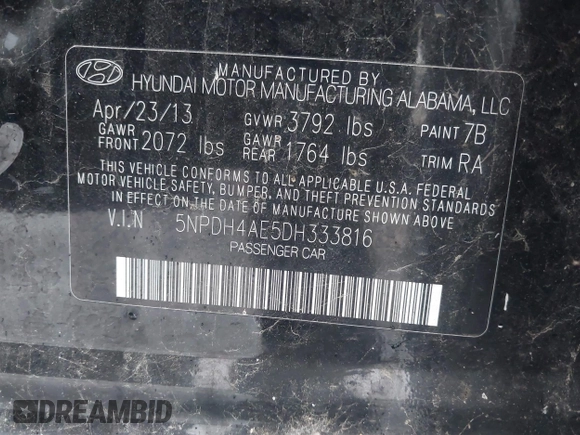 MANUFACTURED BY
HYUNDAI MOTOR MANUFACTURING ALABAMA, LLC
Apr/23/13 GVWR 3792 lbs PAINT 7B
GAWR FRONT 2072 lbs GAWR REAR 1764 lbs TRIM RA
THIS VEHICLE CONFORMS TO ALL APPLICABLE U.S.A. FEDERAL
MOTOR VEHICLE SAFETY, BUMPER, AND THEFT PREVENTION STANDARDS
IN EFFECT ON THE DATE OF MANUFACTURE SHOWN ABOVE
V.I.N 5NPDH4AE5DH333816
PASSENGER CAR
DREAMBID